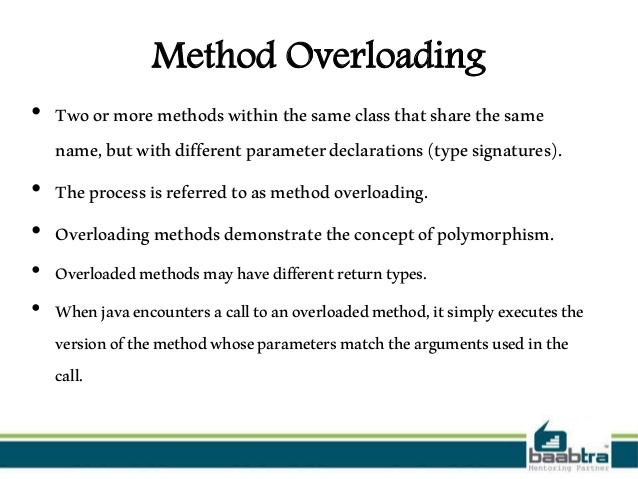 Method Overloading
• Two or more methods within the same class that share the same
name, but with different parameter declarations (type signatures).
• The process is referred to as method overloading.
• Overloading methods demonstrate the concept of polymorphism.
• Overloaded methods may have different return types.
• When java encounters a call to an overloaded method, it simply executes the
version of the method whose parameters match the arguments used in the
call.
baabtra
Mentoring Partner